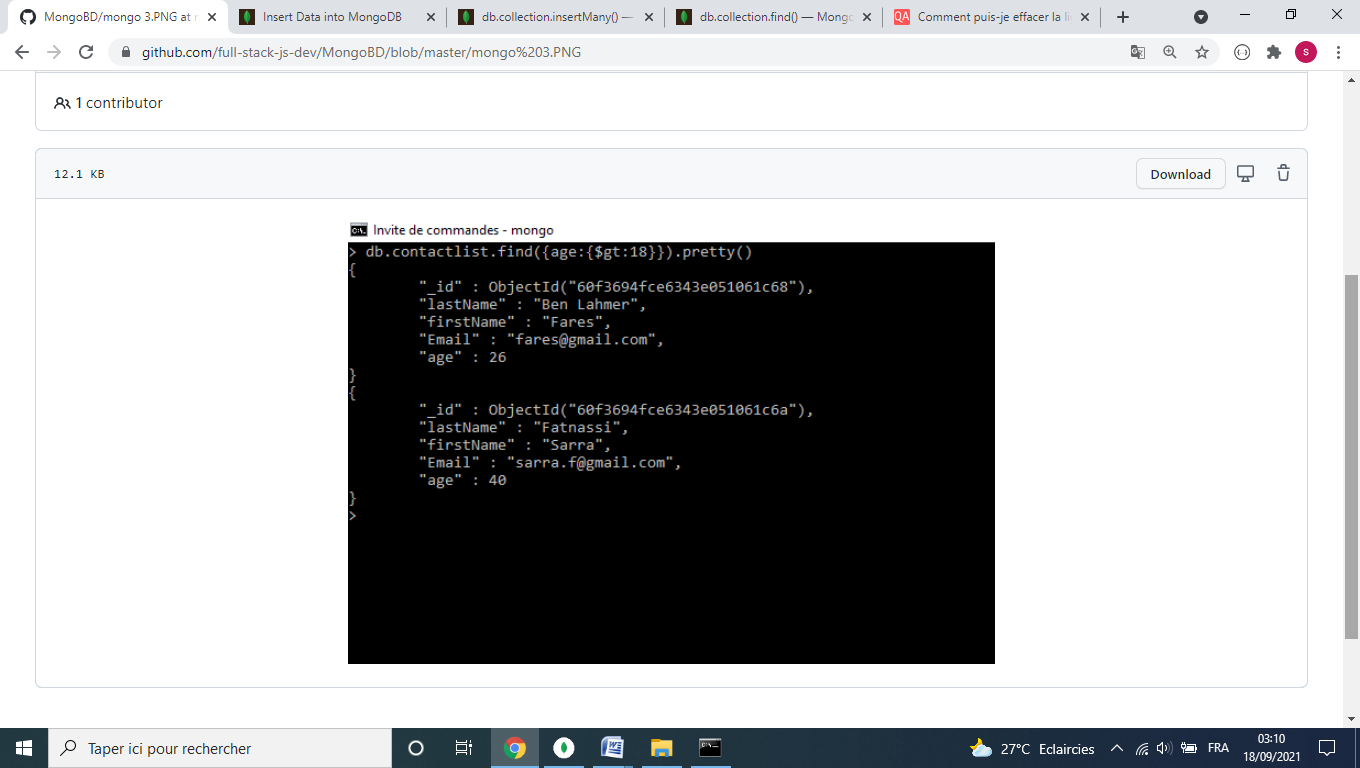 MongoBD/mongo 3.PNG at
Insert Data into MongoDB
db.collection.insertMany() —
db.collection.find() — Mongo
QA Comment puis-je effacer la
github.com/full-stack-js-dev/MongoBD/blob/master/mongo%203.PNG
s
1 contributor
12.1 KB
Download
C:\. Invite de commandes - mongo
> db.contactlist.find({age:{$gt:18}}).pretty()
{
"_id" : ObjectId("60f3694fce6343e051061c68"),
"lastName" : "Ben Lahmer",
"firstName" : "Fares",
"Email" : "fares@gmail.com",
"age" : 26
}
{
"_id" : ObjectId("60f3694fce6343e051061c6a"),
"lastName" : "Fatnassi",
"firstName" : "Sarra",
"Email" : "sarra.f@gmail.com",
"age" : 40
}
>
Taper ici pour rechercher
27°C Eclaircies
FRA
03:10
18/09/2021